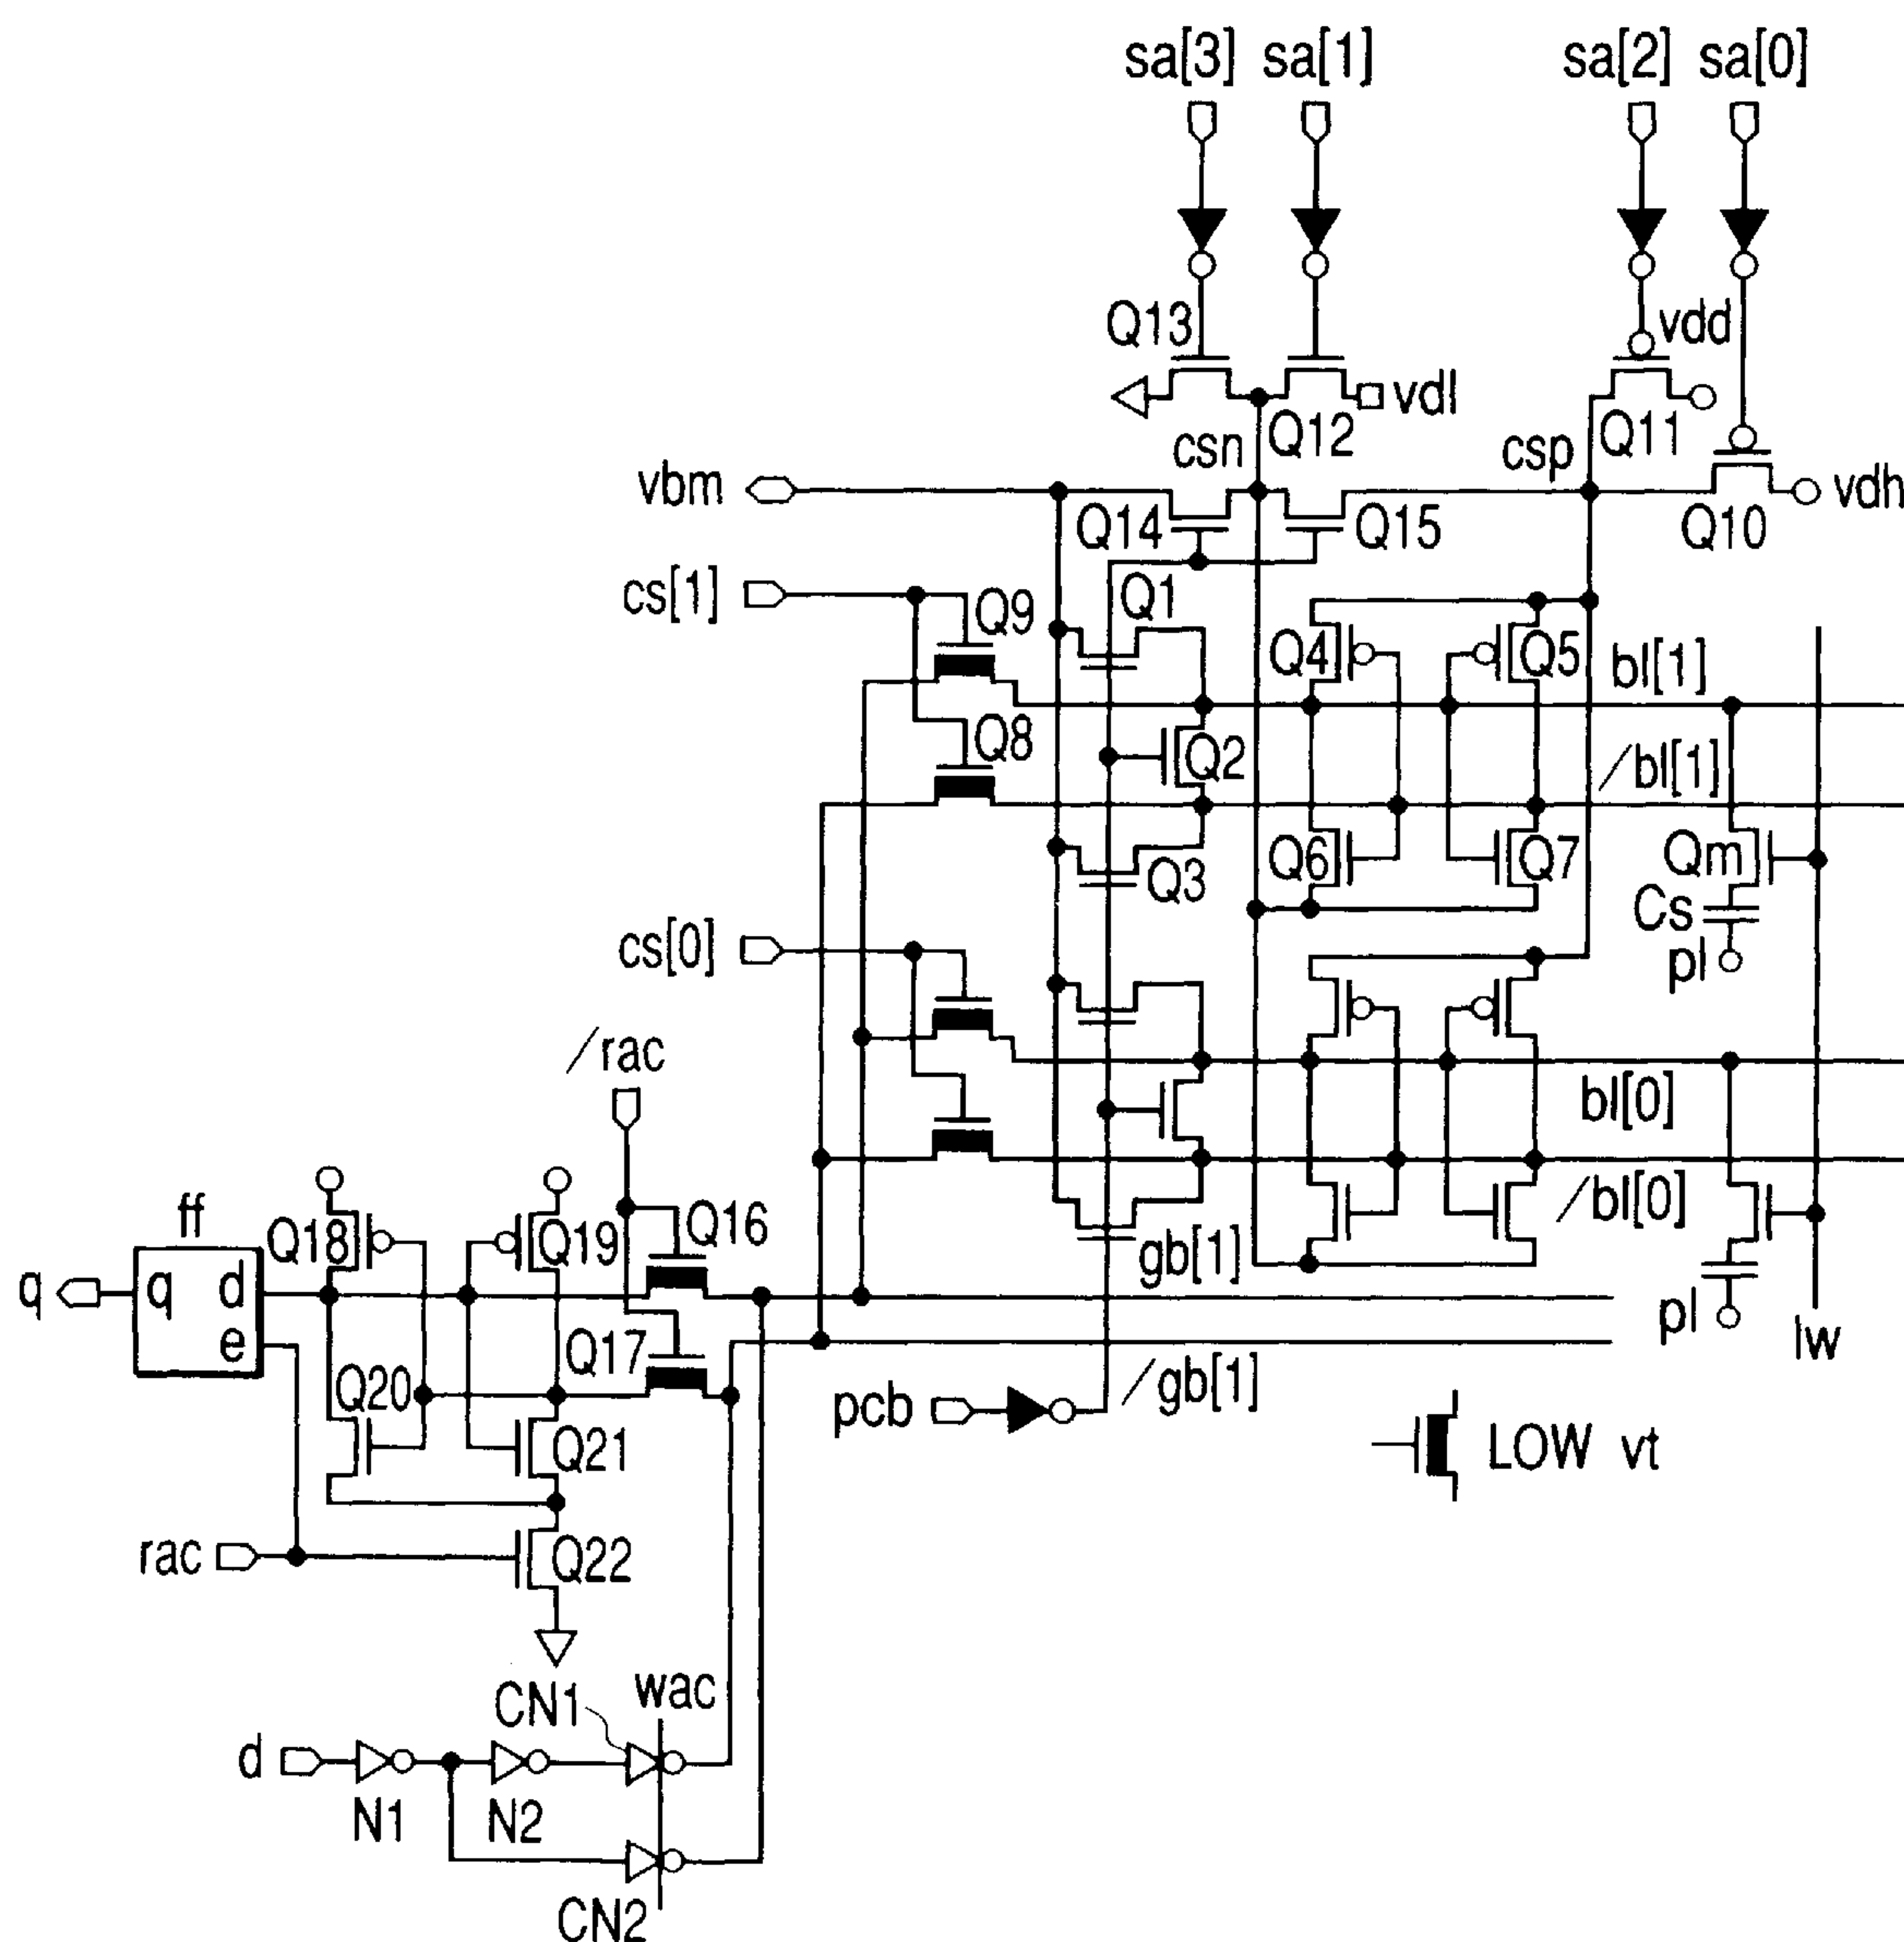 sa[3] sa[1] sa[2] sa[0]
Q13 vdd
vdl
csn Q12 csp Q11
vbm vdh
Q14 Q15 Q10
cs[1] Q9 Q1
Q4 Q5 bl[1]
Q8 Q2 /bl[1]
Q6 Q7 Qm
Q3 Cs
cs[0] pl
/rac
bl[0]
ff Q18 Q19 Q16 /bl[0]
gb[1]
q q d
e Q17 pl lw
Q20 pcb /gb[1]
Q21 LOW vt
rac Q22
CN1 wac
d
N1 N2
CN2